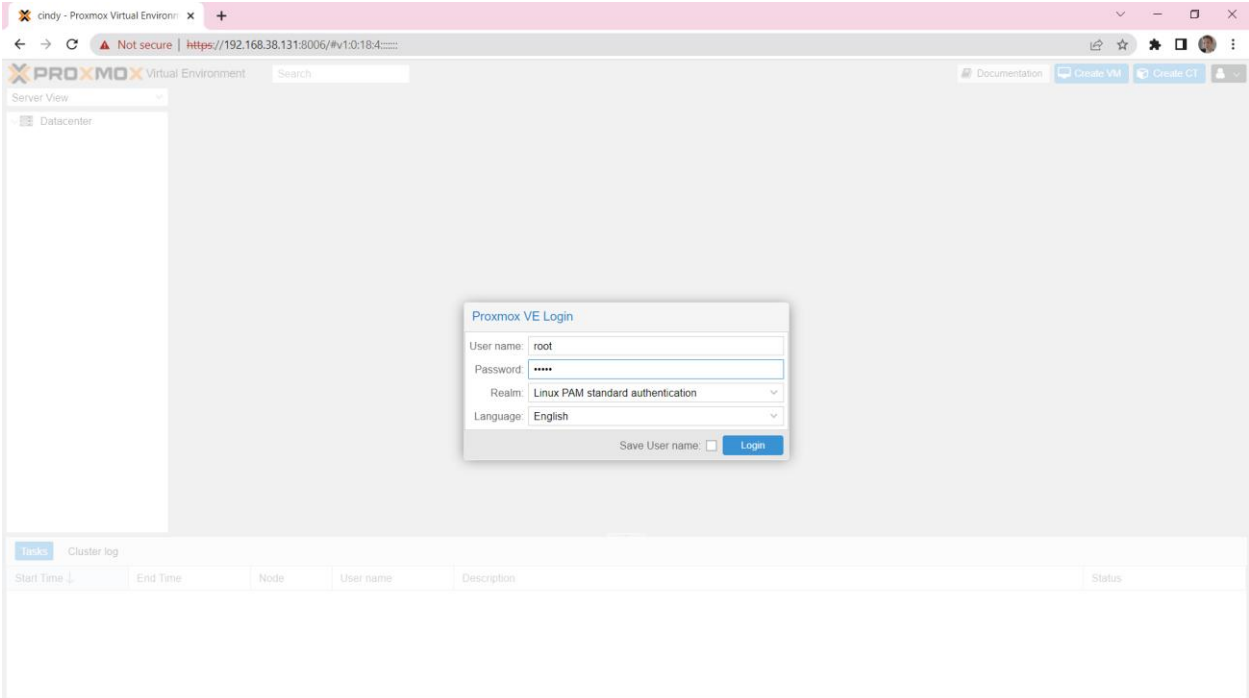 cindy - Proxmox Virtual Environm
Not secure | https://192.168.38.131:8006/#v1:0:18:4:::::::
PROXMOX Virtual Environment Search Documentation Create VM Create CT
Server View
Datacenter
Proxmox VE Login
User name: root
Password: •••••
Realm: Linux PAM standard authentication
Language: English
Save User name: Login
Tasks Cluster log
Start Time ↓ End Time Node User name Description Status